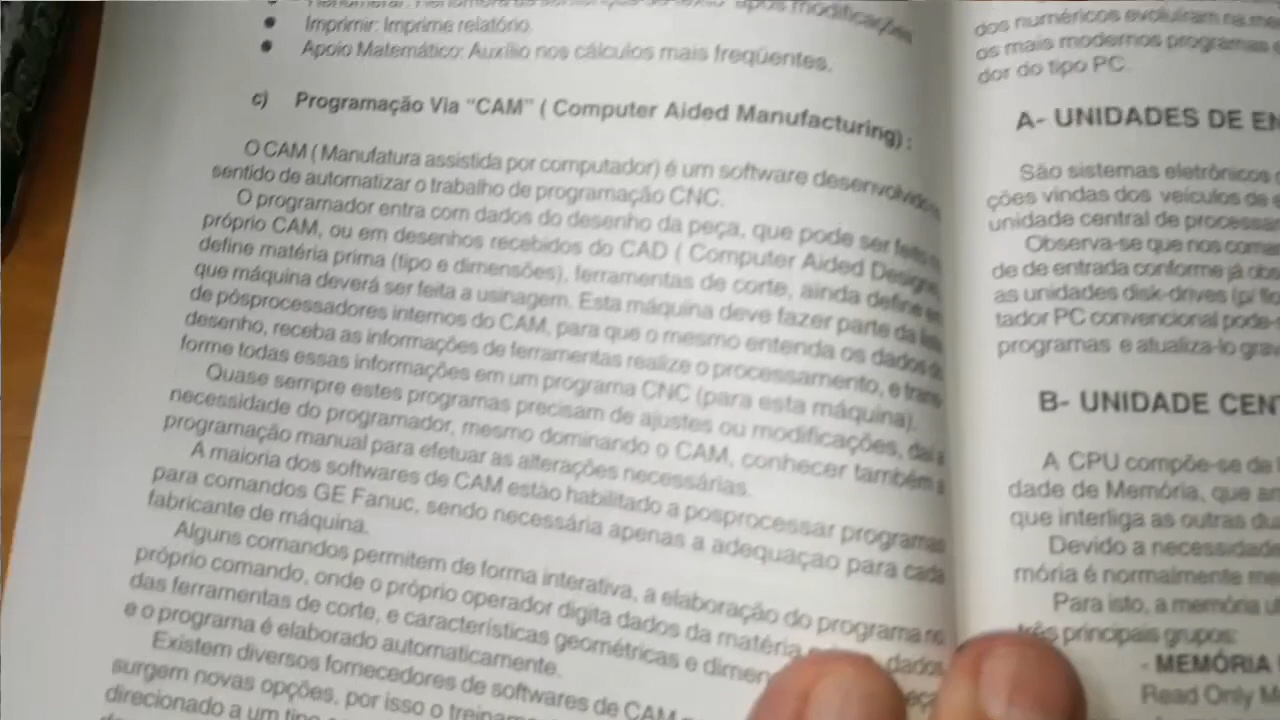 após modificações
● Imprimir: Imprime relatório.
● Apoio Matemático: Auxílio nos cálculos mais freqüentes.
c) Programação Via “CAM” ( Computer Aided Manufacturing) :
O CAM ( Manufatura assistida por computador) é um software desenvolvido
sentido de automatizar o trabalho de programação CNC.
O programador entra com dados do desenho da peça, que pode ser feito
próprio CAM, ou em desenhos recebidos do CAD ( Computer Aided Design
define matéria prima (tipo e dimensões), ferramentas de corte, ainda define
que máquina deverá ser feita a usinagem. Esta máquina deve fazer parte da
de pósprocessadores internos do CAM, para que o mesmo entenda os dados
desenho, receba as informações de ferramentas realize o processamento, e trans
forme todas essas informações em um programa CNC (para esta máquina).
Quase sempre estes programas precisam de ajustes ou modificações, daí a
necessidade do programador, mesmo dominando o CAM, conhecer também a
programação manual para efetuar as alterações necessárias.
A maioria dos softwares de CAM estão habilitado a posprocessar programas
para comandos GE Fanuc, sendo necessária apenas a adequaçao para cada
fabricante de máquina.
Alguns comandos permitem de forma interativa, a elaboração do programa no
próprio comando, onde o próprio operador digita dados da matéria dados
das ferramentas de corte, e características geométricas e dimen
e o programa é elaborado automaticamente.
Existem diversos fornecedores de softwares de CAM
surgem novas opções, por isso o treina
direcionado a um
dos numéricos evoluíram na
os mais modernos programas
dor do tipo PC.
A- UNIDADES DE EN
São sistemas eletrônicos
ções vindas dos veículos de
unidade central de processa
Observa-se que nos coma
de de entrada conforme já obs
as unidades disk-drives (p/ flo
tador PC convencional pode-
programas e atualiza-lo grav
B- UNIDADE CEN
A CPU compõe-se da
dade de Memória, que
que interliga as outras du
Devido a necessidade
mória é normalmente me
Para isto, a memória
três principais grupos:
- MEMÓRIA
Read Only M